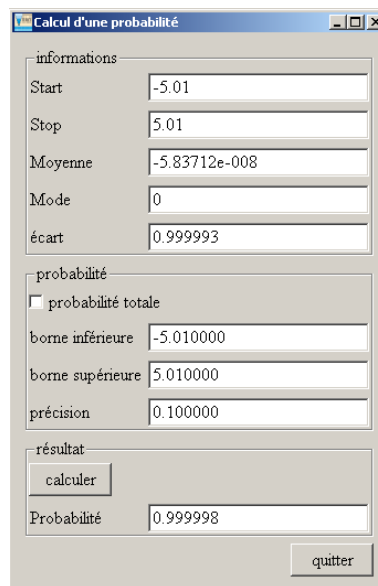 Calcul d'une probabilité
informations
Start -5.01
Stop 5.01
Moyenne -5.83712e-008
Mode 0
écart 0.999993
probabilité
probabilité totale
borne inférieure -5.010000
borne supérieure 5.010000
précision 0.100000
résultat
calculer
Probabilité 0.999998
quitter